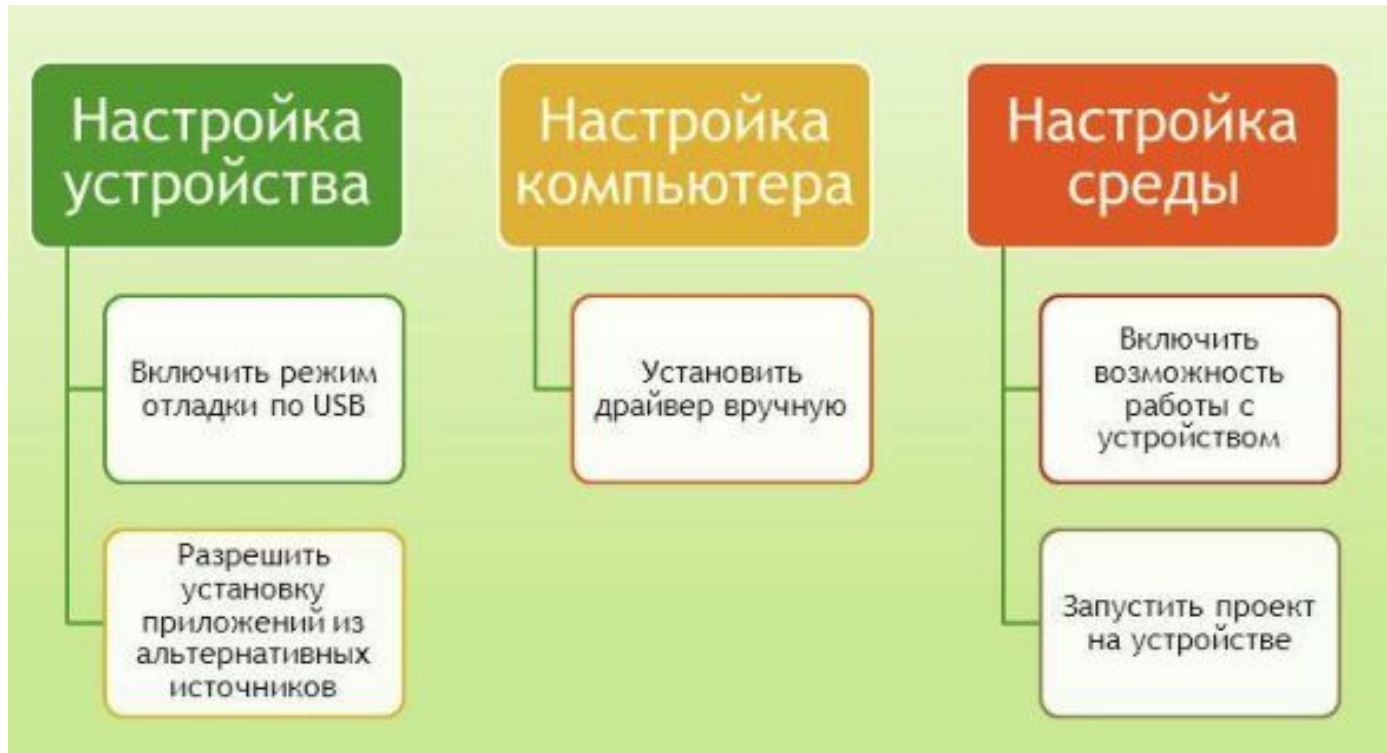 Настройка
устройства
Включить режим
отладки по USB
Разрешить
установку
приложений из
альтернативных
источников
Настройка
компьютера
Установить
драйвер вручную
Настройка
среды
Включить
возможность
работы с
устройством
Запустить проект
на устройстве